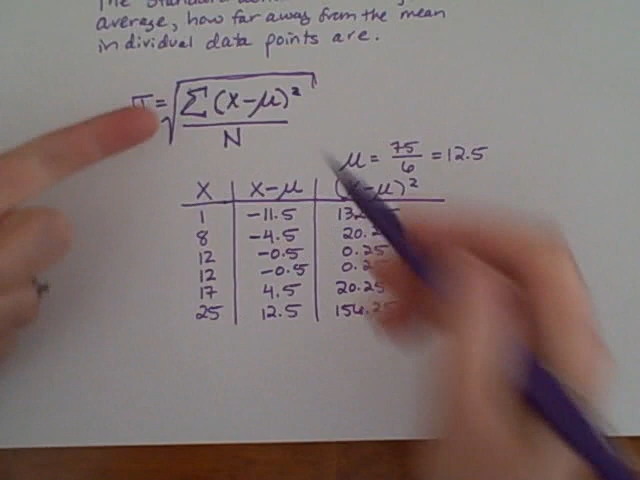 The Standard
average, how far away from the mean
individual data points are.
σ = √ Σ (x-μ)²
N
μ = 75/6 = 12.5
X | X-μ | (X-μ)²
1 | -11.5
8 | -4.5
12 | -0.5 | 0.25
12 | -0.5
17 | 4.5 | 20.25
25 | 12.5